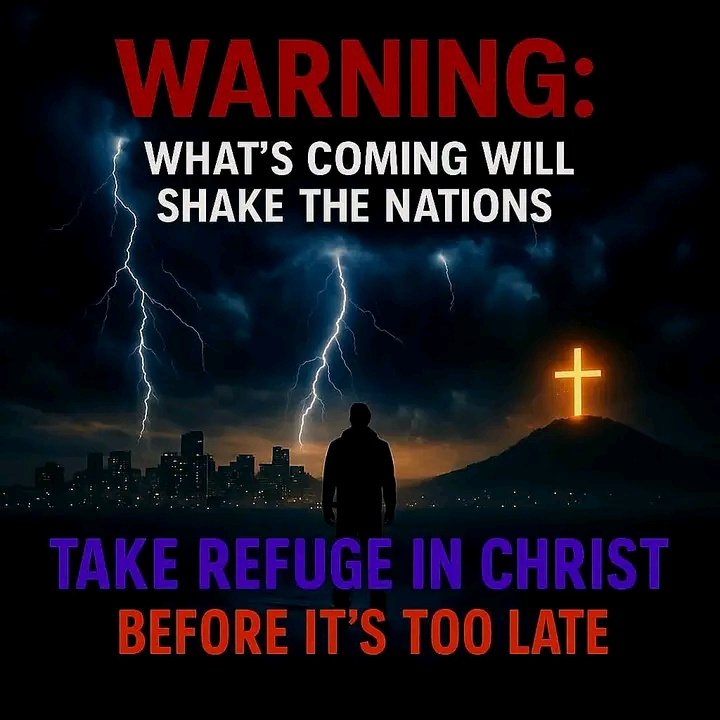 WARNING:
WHAT'S COMING WILL
SHAKE THE NATIONS
TAKE REFUGE IN CHRIST
BEFORE IT'S TOO LATE